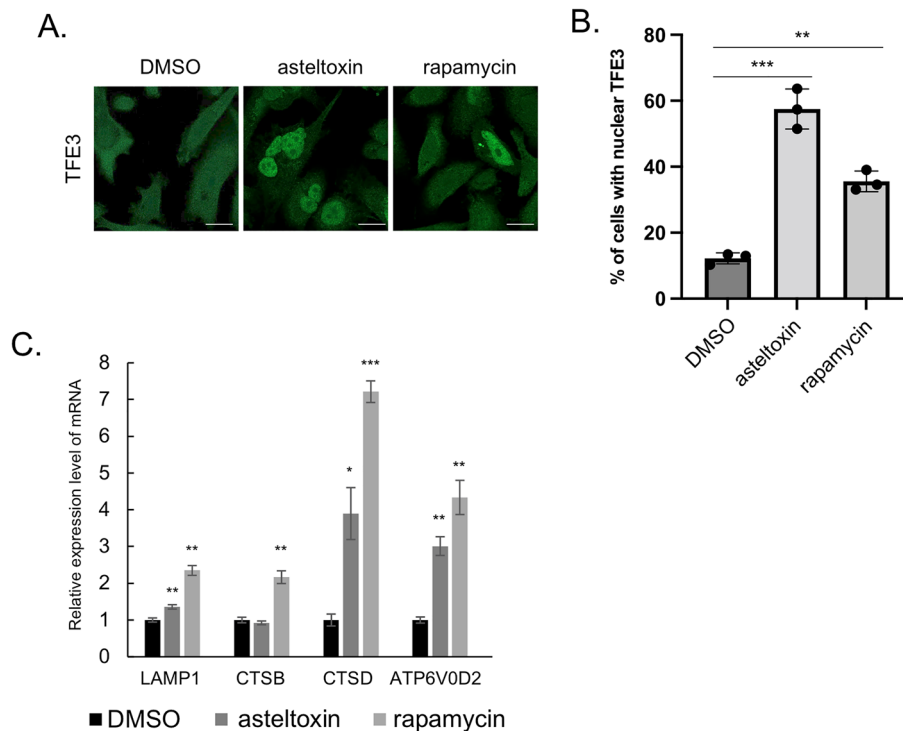 A.
DMSO asteltoxin rapamycin
TFE3
B.
**
***
% of cells with nuclear TFE3
80
60
40
20
0
DMSO
asteltoxin
rapamycin
C.
Relative expression level of mRNA
8
7
6
5
4
3
2
1
0
** **
**
* ***
** **
LAMP1 CTSB CTSD ATP6V0D2
DMSO asteltoxin rapamycin